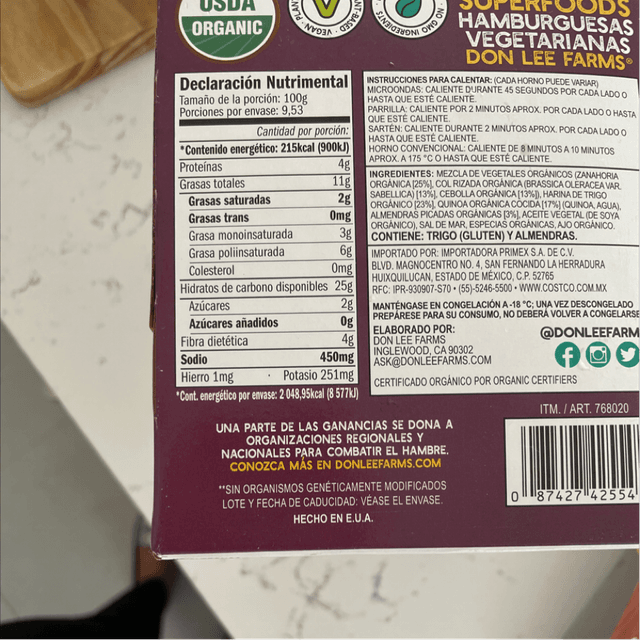 USDA
ORGANIC
PLANT-BASED · VEGAN
NO GMO INGREDIENT
SUPERFOODS
HAMBURGUESAS
VEGETARIANAS
DON LEE FARMS®
Declaración Nutrimental
Tamaño de la porción: 100g
Porciones por envase: 9,53
Cantidad por porción:
*Contenido energético: 215kcal (900kJ)
Proteínas 4g
Grasas totales 11g
Grasas saturadas 2g
Grasas trans 0mg
Grasa monoinsaturada 3g
Grasa poliinsaturada 6g
Colesterol 0mg
Hidratos de carbono disponibles 25g
Azúcares 2g
Azúcares añadidos 0g
Fibra dietética 4g
Sodio 450mg
Hierro 1mg · Potasio 251mg
*Cont. energético por envase: 2 048,95kcal (8 577kJ)
INSTRUCCIONES PARA CALENTAR: (CADA HORNO PUEDE VARIAR)
MICROONDAS: CALIENTE DURANTE 45 SEGUNDOS POR CADA LADO O
HASTA QUE ESTÉ CALIENTE.
PARRILLA: CALIENTE POR 2 MINUTOS APROX. POR CADA LADO O HASTA
QUE ESTÉ CALIENTE.
SARTÉN: CALIENTE DURANTE 2 MINUTOS APROX. POR CADA LADO O
HASTA QUE ESTÉ CALIENTE.
HORNO CONVENCIONAL: CALIENTE DE 8 MINUTOS A 10 MINUTOS
APROX. A 175 °C O HASTA QUE ESTÉ CALIENTE.
INGREDIENTES: MEZCLA DE VEGETALES ORGÁNICOS (ZANAHORIA
ORGÁNICA [25%], COL RIZADA ORGÁNICA (BRASSICA OLERACEA VAR.
SABELLICA) [13%], CEBOLLA ORGÁNICA [13%]), HARINA DE TRIGO
ORGÁNICO [23%], QUINOA ORGÁNICA COCIDA [17%] (QUINOA, AGUA),
ALMENDRAS PICADAS ORGÁNICAS [3%], ACEITE VEGETAL (DE SOYA
ORGÁNICO), SAL DE MAR, ESPECIAS ORGÁNICAS, AJO ORGÁNICO.
CONTIENE: TRIGO (GLUTEN) Y ALMENDRAS.
IMPORTADO POR: IMPORTADORA PRIMEX S.A. DE C.V.
BLVD. MAGNOCENTRO NO. 4, SAN FERNANDO LA HERRADURA
HUIXQUILUCAN, ESTADO DE MÉXICO, C.P. 52765
RFC: IPR-930907-S70 • (55)-5246-5500 • WWW.COSTCO.COM.MX
MANTÉNGASE EN CONGELACIÓN A -18 °C; UNA VEZ DESCONGELADO
PREPÁRESE PARA SU CONSUMO, NO DEBERÁ VOLVER A CONGELARSE
ELABORADO POR:
DON LEE FARMS
INGLEWOOD, CA 90302
ASK@DONLEEFARMS.COM
@DONLEEFARM
CERTIFICADO ORGÁNICO POR ORGANIC CERTIFIERS
ITM. / ART. 768020
0 87427 42554
UNA PARTE DE LAS GANANCIAS SE DONA A
ORGANIZACIONES REGIONALES Y
NACIONALES PARA COMBATIR EL HAMBRE.
CONOZCA MÁS EN DONLEEFARMS.COM
**SIN ORGANISMOS GENÉTICAMENTE MODIFICADOS
LOTE Y FECHA DE CADUCIDAD: VÉASE EL ENVASE.
HECHO EN E.U.A.